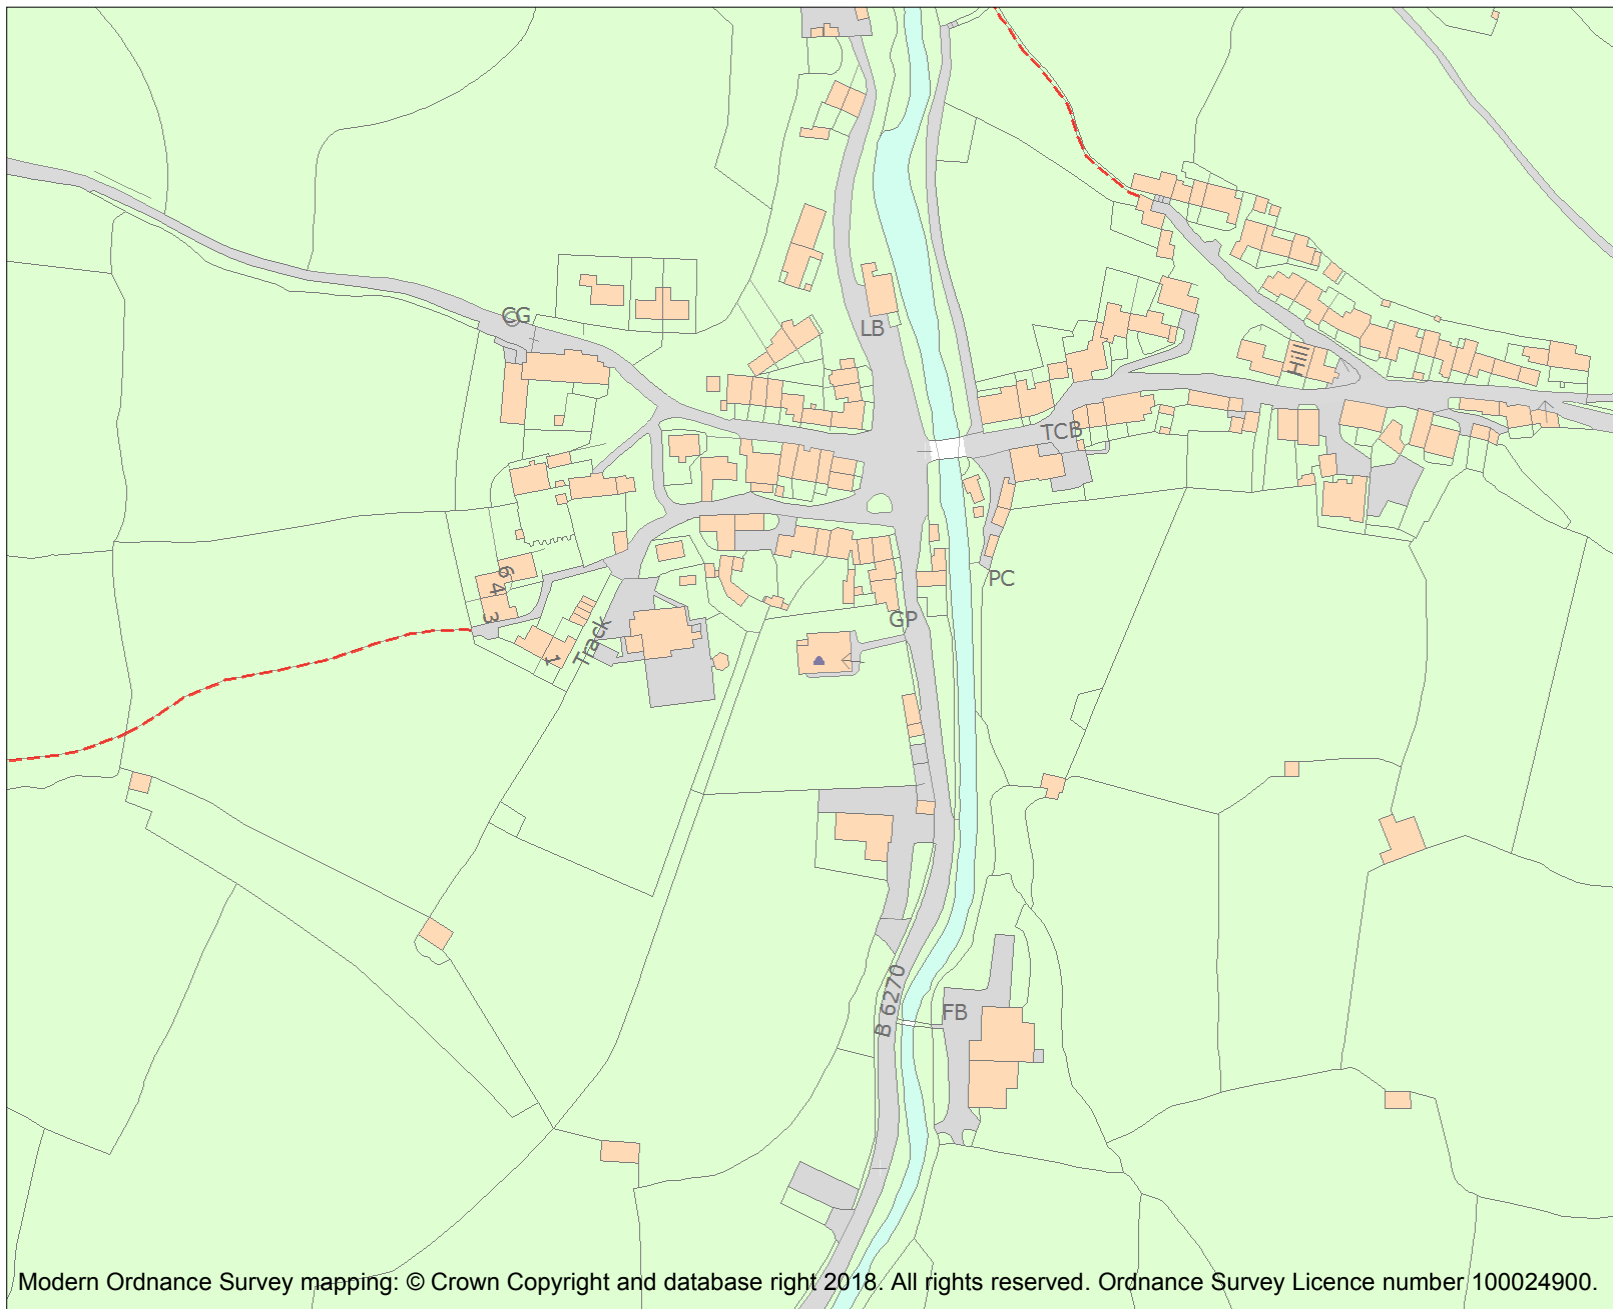 CG
LB
Hill
TCB
PC
6
4
3
GP
Track
1
B 6270
FB
Modern Ordnance Survey mapping: © Crown Copyright and database right 2018. All rights reserved. Ordnance Survey Licence number 100024900.